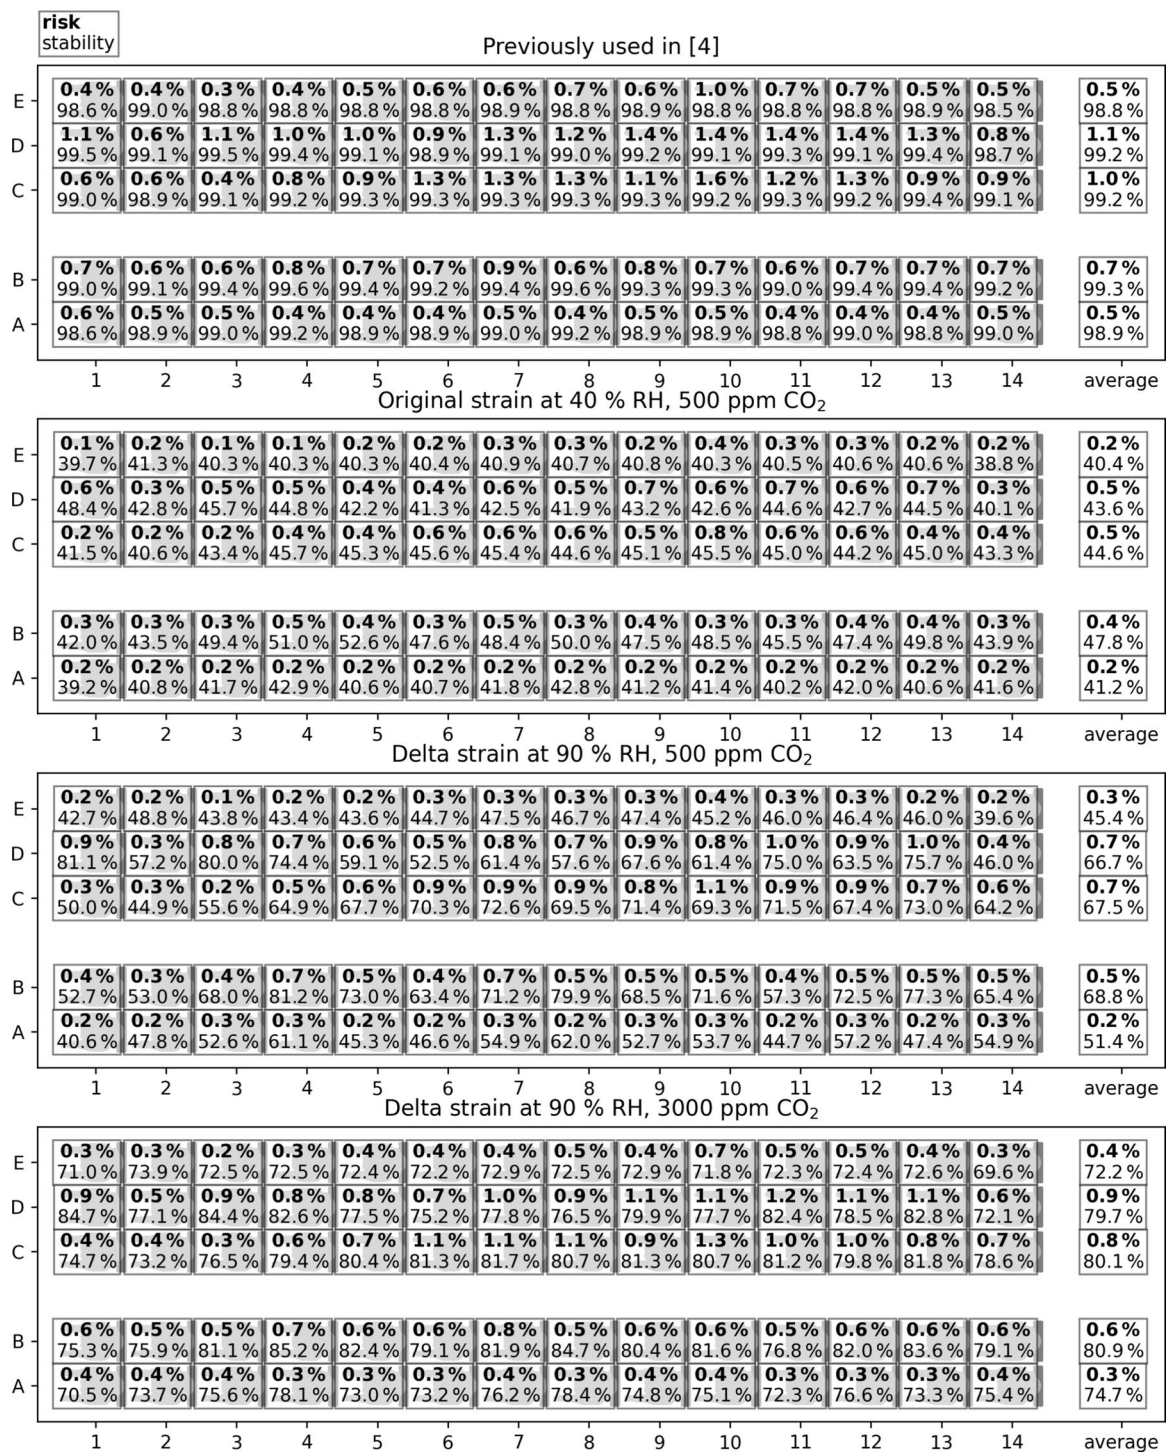 risk
stability
Previously used in [4]
E 0.4 % 0.4 % 0.3 % 0.4 % 0.5 % 0.6 % 0.6 % 0.7 % 0.6 % 1.0 % 0.7 % 0.7 % 0.5 % 0.5 % 0.5 %
98.6 % 99.0 % 98.8 % 98.8 % 98.8 % 98.8 % 98.9 % 98.8 % 98.9 % 98.8 % 98.8 % 98.8 % 98.9 % 98.5 % 98.8 %
D 1.1 % 0.6 % 1.1 % 1.0 % 1.0 % 0.9 % 1.3 % 1.2 % 1.4 % 1.4 % 1.4 % 1.4 % 1.3 % 0.8 % 1.1 %
99.5 % 99.1 % 99.5 % 99.4 % 99.1 % 98.9 % 99.1 % 99.0 % 99.2 % 99.1 % 99.3 % 99.1 % 99.4 % 98.7 % 99.2 %
C 0.6 % 0.6 % 0.4 % 0.8 % 0.9 % 1.3 % 1.3 % 1.3 % 1.1 % 1.6 % 1.2 % 1.3 % 0.9 % 0.9 % 1.0 %
99.0 % 98.9 % 99.1 % 99.2 % 99.3 % 99.3 % 99.3 % 99.3 % 99.3 % 99.2 % 99.3 % 99.2 % 99.4 % 99.1 % 99.2 %
B 0.7 % 0.6 % 0.6 % 0.8 % 0.7 % 0.7 % 0.9 % 0.6 % 0.8 % 0.7 % 0.6 % 0.7 % 0.7 % 0.7 % 0.7 %
99.0 % 99.1 % 99.4 % 99.6 % 99.4 % 99.2 % 99.4 % 99.6 % 99.3 % 99.3 % 99.0 % 99.4 % 99.4 % 99.2 % 99.3 %
A 0.6 % 0.5 % 0.5 % 0.4 % 0.4 % 0.4 % 0.5 % 0.4 % 0.5 % 0.5 % 0.4 % 0.4 % 0.4 % 0.5 % 0.5 %
98.6 % 98.9 % 99.0 % 99.2 % 98.9 % 98.9 % 99.0 % 99.2 % 98.9 % 98.9 % 98.8 % 99.0 % 98.8 % 99.0 % 98.9 %
1 2 3 4 5 6 7 8 9 10 11 12 13 14 average
Original strain at 40 % RH, 500 ppm CO₂
E 0.1 % 0.2 % 0.1 % 0.1 % 0.2 % 0.2 % 0.3 % 0.3 % 0.2 % 0.4 % 0.3 % 0.3 % 0.2 % 0.2 % 0.2 %
39.7 % 41.3 % 40.3 % 40.3 % 40.3 % 40.4 % 40.9 % 40.7 % 40.8 % 40.3 % 40.5 % 40.6 % 40.6 % 38.8 % 40.4 %
D 0.6 % 0.3 % 0.5 % 0.5 % 0.4 % 0.4 % 0.6 % 0.5 % 0.7 % 0.6 % 0.7 % 0.6 % 0.7 % 0.3 % 0.5 %
48.4 % 42.8 % 45.7 % 44.8 % 42.2 % 41.3 % 42.5 % 41.9 % 43.2 % 42.6 % 44.6 % 42.7 % 44.5 % 40.1 % 43.6 %
C 0.2 % 0.2 % 0.2 % 0.4 % 0.4 % 0.6 % 0.6 % 0.6 % 0.5 % 0.8 % 0.6 % 0.6 % 0.4 % 0.4 % 0.5 %
41.5 % 40.6 % 43.4 % 45.7 % 45.3 % 45.6 % 45.4 % 44.6 % 45.1 % 45.5 % 45.0 % 44.2 % 45.0 % 43.3 % 44.6 %
B 0.3 % 0.3 % 0.3 % 0.5 % 0.4 % 0.3 % 0.5 % 0.3 % 0.4 % 0.3 % 0.3 % 0.4 % 0.4 % 0.3 % 0.4 %
42.0 % 43.5 % 49.4 % 51.0 % 52.6 % 47.6 % 48.4 % 50.0 % 47.5 % 48.5 % 45.5 % 47.4 % 49.8 % 43.9 % 47.8 %
A 0.2 % 0.2 % 0.2 % 0.2 % 0.2 % 0.2 % 0.2 % 0.2 % 0.2 % 0.2 % 0.2 % 0.2 % 0.2 % 0.2 % 0.2 %
39.2 % 40.8 % 41.7 % 42.9 % 40.6 % 40.7 % 41.8 % 42.8 % 41.2 % 41.4 % 40.2 % 42.0 % 40.6 % 41.6 % 41.2 %
1 2 3 4 5 6 7 8 9 10 11 12 13 14 average
Delta strain at 90 % RH, 500 ppm CO₂
E 0.2 % 0.2 % 0.1 % 0.2 % 0.2 % 0.3 % 0.3 % 0.3 % 0.3 % 0.4 % 0.3 % 0.3 % 0.2 % 0.2 % 0.3 %
42.7 % 48.8 % 43.8 % 43.4 % 43.6 % 44.7 % 47.5 % 46.7 % 47.4 % 45.2 % 46.0 % 46.4 % 46.0 % 39.6 % 45.4 %
D 0.9 % 0.3 % 0.8 % 0.7 % 0.6 % 0.5 % 0.8 % 0.7 % 0.9 % 0.8 % 1.0 % 0.9 % 1.0 % 0.4 % 0.7 %
81.1 % 57.2 % 80.0 % 74.4 % 59.1 % 52.5 % 61.4 % 57.6 % 67.6 % 61.4 % 75.0 % 63.5 % 75.7 % 46.0 % 66.7 %
C 0.3 % 0.3 % 0.2 % 0.5 % 0.6 % 0.9 % 0.9 % 0.9 % 0.8 % 1.1 % 0.9 % 0.9 % 0.7 % 0.6 % 0.7 %
50.0 % 44.9 % 55.6 % 64.9 % 67.7 % 70.3 % 72.6 % 69.5 % 71.4 % 69.3 % 71.5 % 67.4 % 73.0 % 64.2 % 67.5 %
B 0.4 % 0.3 % 0.4 % 0.7 % 0.5 % 0.4 % 0.7 % 0.5 % 0.5 % 0.5 % 0.4 % 0.5 % 0.5 % 0.5 % 0.5 %
52.7 % 53.0 % 68.0 % 81.2 % 73.0 % 63.4 % 71.2 % 79.9 % 68.5 % 71.6 % 57.3 % 72.5 % 77.3 % 65.4 % 68.8 %
A 0.2 % 0.2 % 0.3 % 0.3 % 0.2 % 0.2 % 0.3 % 0.2 % 0.3 % 0.3 % 0.2 % 0.3 % 0.2 % 0.3 % 0.2 %
40.6 % 47.8 % 52.6 % 61.1 % 45.3 % 46.6 % 54.9 % 62.0 % 52.7 % 53.7 % 44.7 % 57.2 % 47.4 % 54.9 % 51.4 %
1 2 3 4 5 6 7 8 9 10 11 12 13 14 average
Delta strain at 90 % RH, 3000 ppm CO₂
E 0.3 % 0.3 % 0.2 % 0.3 % 0.4 % 0.4 % 0.4 % 0.5 % 0.4 % 0.7 % 0.5 % 0.5 % 0.4 % 0.3 % 0.4 %
71.0 % 73.9 % 72.5 % 72.5 % 72.4 % 72.2 % 72.9 % 72.5 % 72.9 % 71.8 % 72.3 % 72.4 % 72.6 % 69.6 % 72.2 %
D 0.9 % 0.5 % 0.9 % 0.8 % 0.8 % 0.7 % 1.0 % 0.9 % 1.1 % 1.1 % 1.2 % 1.1 % 1.1 % 0.6 % 0.9 %
84.7 % 77.1 % 84.4 % 82.6 % 77.5 % 75.2 % 77.8 % 76.5 % 79.9 % 77.7 % 82.4 % 78.5 % 82.8 % 72.1 % 79.7 %
C 0.4 % 0.4 % 0.3 % 0.6 % 0.7 % 1.1 % 1.1 % 1.1 % 0.9 % 1.3 % 1.0 % 1.0 % 0.8 % 0.7 % 0.8 %
74.7 % 73.2 % 76.5 % 79.4 % 80.4 % 81.3 % 81.7 % 80.7 % 81.3 % 80.7 % 81.2 % 79.8 % 81.8 % 78.6 % 80.1 %
B 0.6 % 0.5 % 0.5 % 0.7 % 0.6 % 0.6 % 0.8 % 0.5 % 0.6 % 0.6 % 0.5 % 0.6 % 0.6 % 0.6 % 0.6 %
75.3 % 75.9 % 81.1 % 85.2 % 82.4 % 79.1 % 81.9 % 84.7 % 80.4 % 81.6 % 76.8 % 82.0 % 83.6 % 79.1 % 80.9 %
A 0.4 % 0.4 % 0.4 % 0.3 % 0.3 % 0.3 % 0.4 % 0.3 % 0.4 % 0.4 % 0.3 % 0.3 % 0.3 % 0.4 % 0.3 %
70.5 % 73.7 % 75.6 % 78.1 % 73.0 % 73.2 % 76.2 % 78.4 % 74.8 % 75.1 % 72.3 % 76.6 % 73.3 % 75.4 % 74.7 %
1 2 3 4 5 6 7 8 9 10 11 12 13 14 average